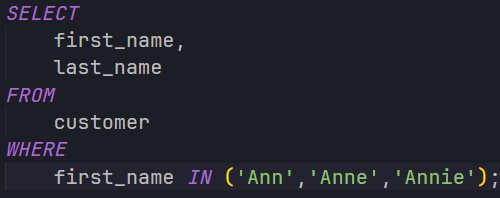 SELECT
    first_name,
    last_name
FROM
    customer
WHERE
    first_name IN ('Ann','Anne','Annie');